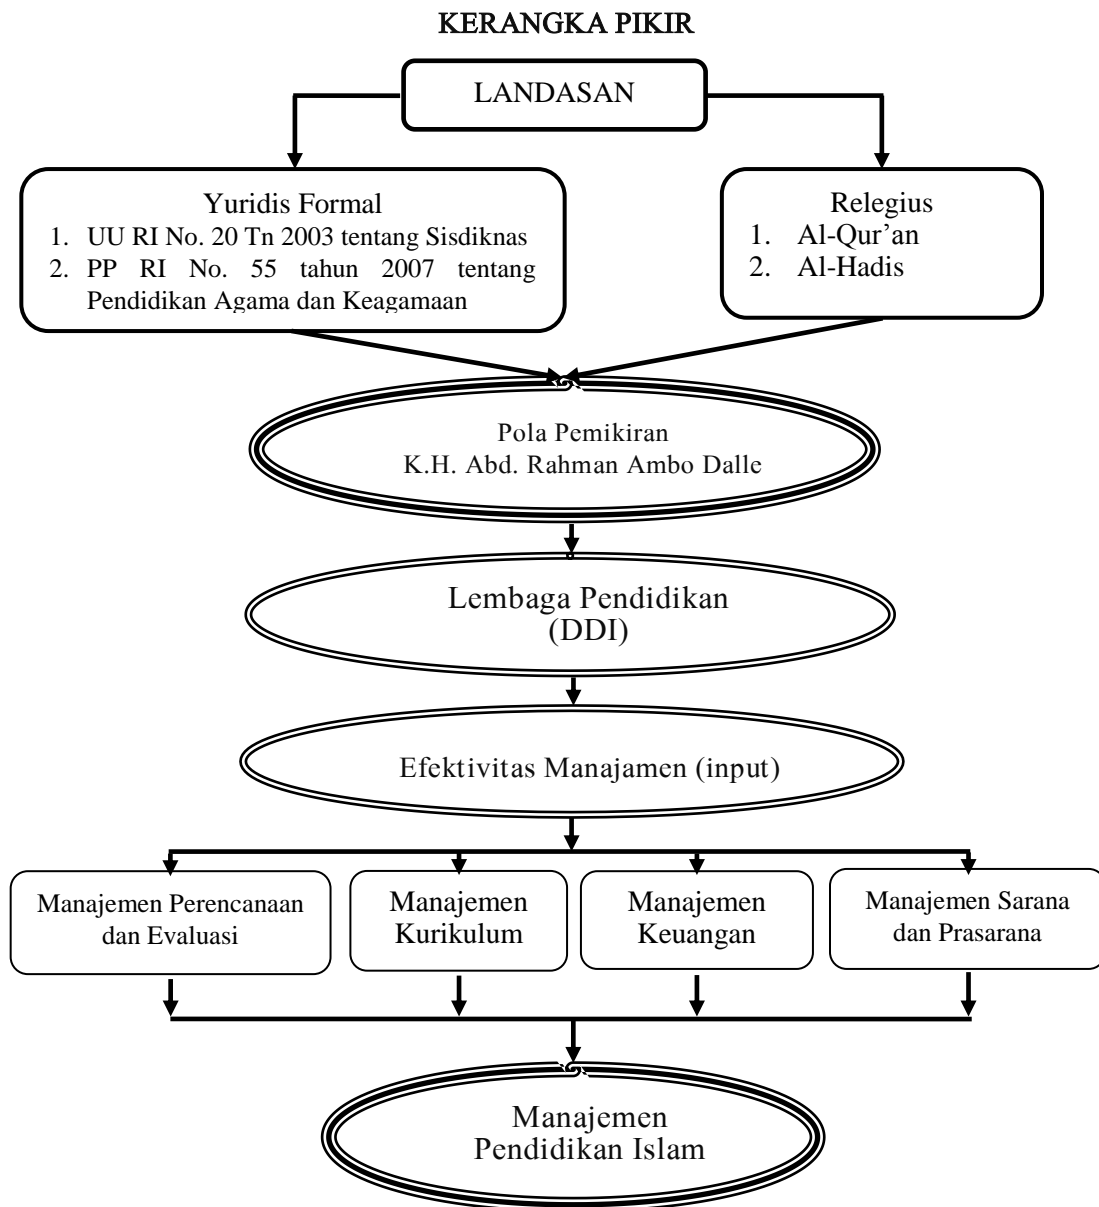 KERANGKA PIKIR
LANDASAN
Yuridis Formal
1. UU RI No. 20 Tn 2003 tentang Sisdiknas
2. PP RI No. 55 tahun 2007 tentang
Pendidikan Agama dan Keagamaan
Relegius
1. Al-Qur’an
2. Al-Hadis
Pola Pemikiran
K.H. Abd. Rahman Ambo Dalle
Lembaga Pendidikan
(DDI)
Efektivitas Manajamen (input)
Manajemen Perencanaan
dan Evaluasi
Manajemen
Kurikulum
Manajemen
Keuangan
Manajemen Sarana
dan Prasarana
Manajemen
Pendidikan Islam